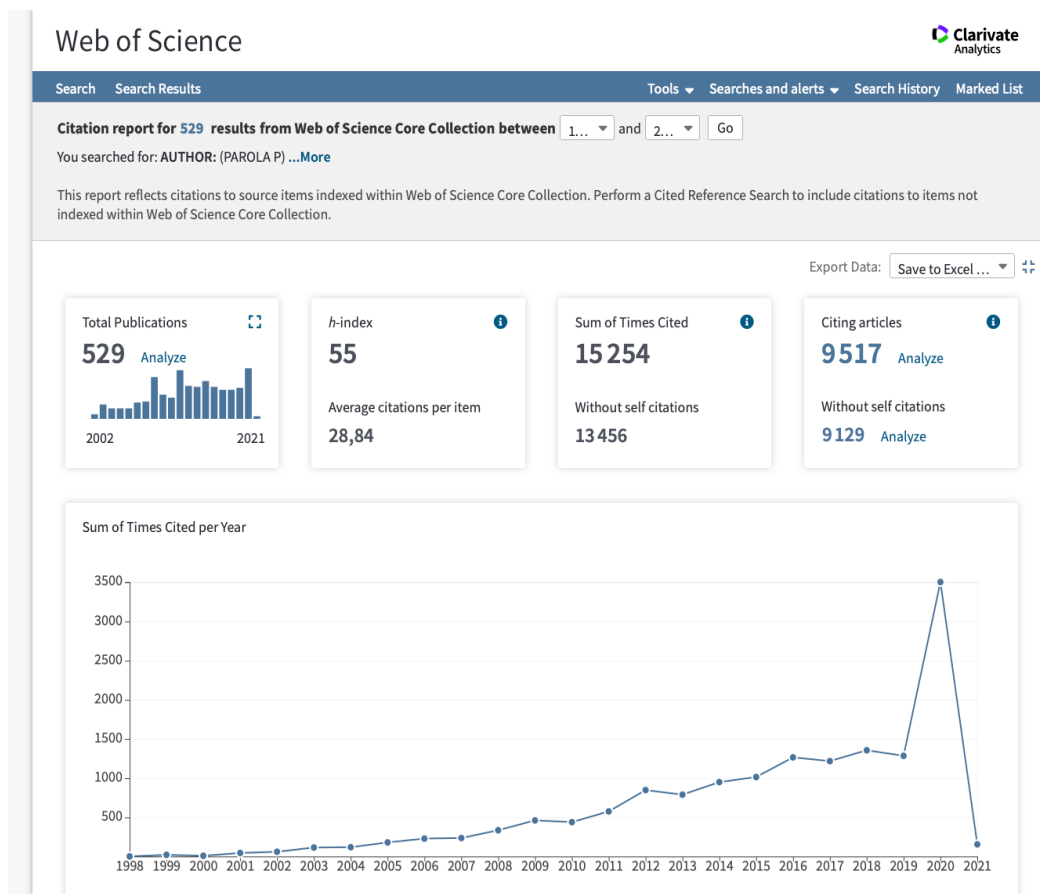 Web of Science
Clarivate
Analytics
Search Search Results Tools Searches and alerts Search History Marked List
Citation report for 529 results from Web of Science Core Collection between 1... and 2... Go
You searched for: AUTHOR: (PAROLA P) ...More
This report reflects citations to source items indexed within Web of Science Core Collection. Perform a Cited Reference Search to include citations to items not
indexed within Web of Science Core Collection.
Export Data: Save to Excel ...
Total Publications
529 Analyze
2002 2021
h-index
55
Average citations per item
28,84
Sum of Times Cited
15 254
Without self citations
13 456
Citing articles
9 517 Analyze
Without self citations
9 129 Analyze
Sum of Times Cited per Year
3500
3000
2500
2000
1500
1000
500
1998 1999 2000 2001 2002 2003 2004 2005 2006 2007 2008 2009 2010 2011 2012 2013 2014 2015 2016 2017 2018 2019 2020 2021